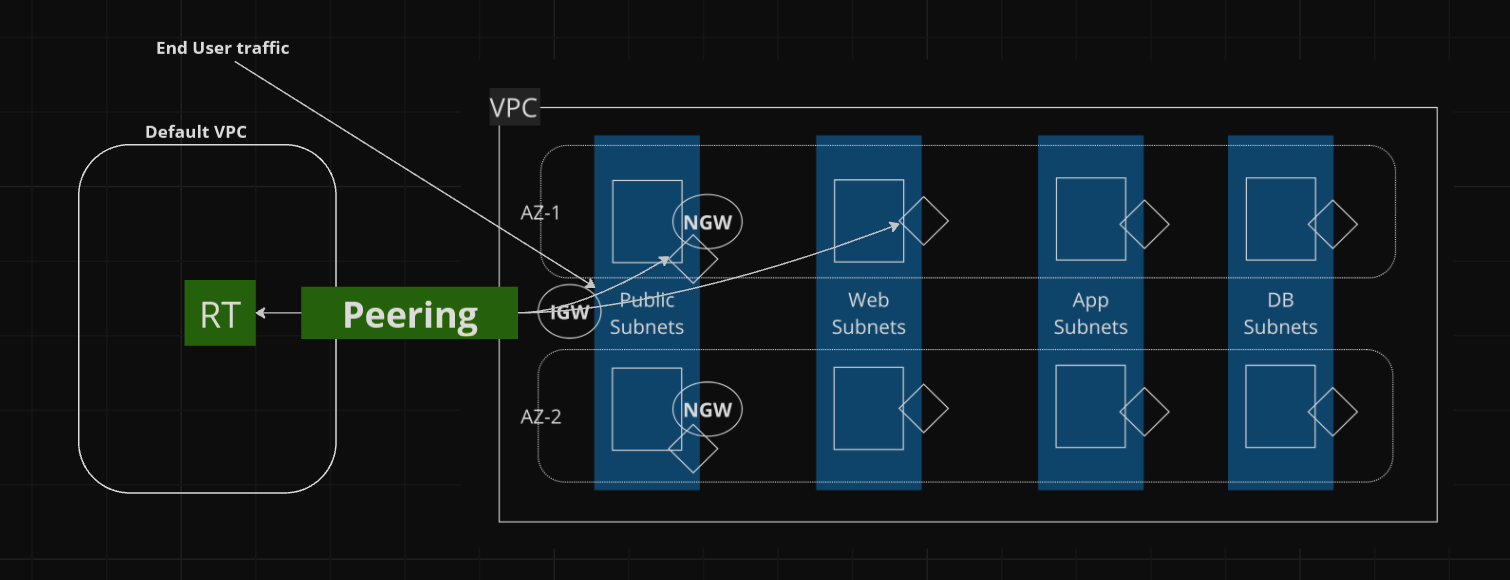 End User traffic
Default VPC
VPC
AZ-1
NGW
RT
Peering
IGW
Public
Subnets
Web
Subnets
App
Subnets
DB
Subnets
AZ-2
NGW